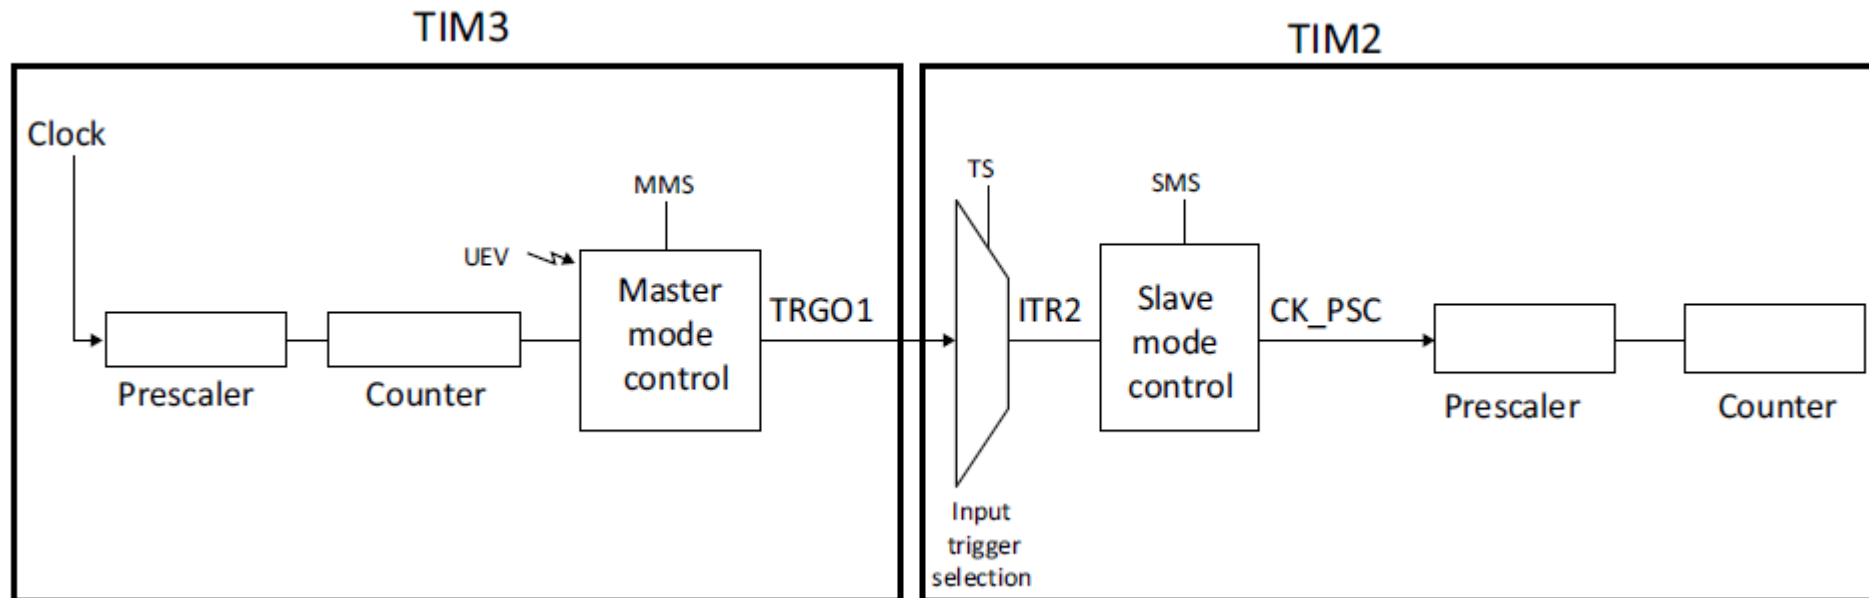 TIM3
TIM2
Clock
MMS
UEV
Master
mode
control
TRGO1
Prescaler
Counter
TS
SMS
ITR2
Slave
mode
control
CK_PSC
Prescaler
Counter
Input
trigger
selection